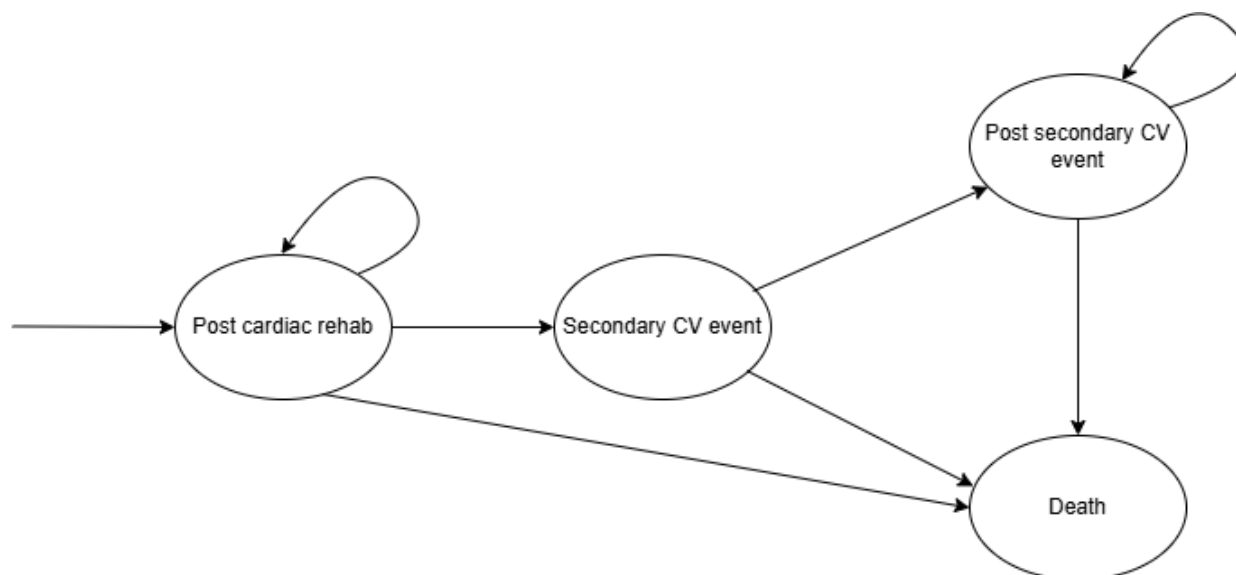 Post secondary CV
event
Post cardiac rehab
Secondary CV event
Death